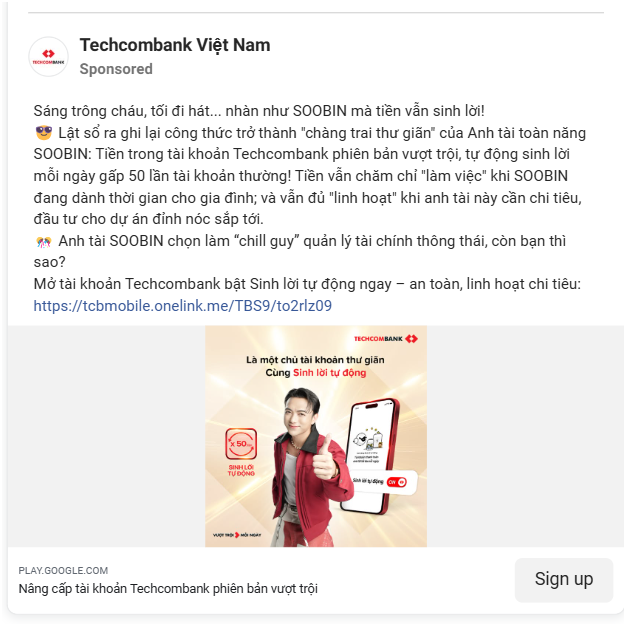 Techcombank Việt Nam
Sponsored
TECHCOMBANK
Sáng trông cháu, tối đi hát... nhàn như SOOBIN mà tiền vẫn sinh lời!
😎 Lật sổ ra ghi lại công thức trở thành "chàng trai thư giãn" của Anh tài toàn năng
SOOBIN: Tiền trong tài khoản Techcombank phiên bản vượt trội, tự động sinh lời
mỗi ngày gấp 50 lần tài khoản thường! Tiền vẫn chăm chỉ "làm việc" khi SOOBIN
đang dành thời gian cho gia đình; và vẫn đủ "linh hoạt" khi anh tài này cần chi tiêu,
đầu tư cho dự án đỉnh nóc sắp tới.
🎊 Anh tài SOOBIN chọn làm “chill guy” quản lý tài chính thông thái, còn bạn thì
sao?
Mở tài khoản Techcombank bật Sinh lời tự động ngay – an toàn, linh hoạt chi tiêu:
https://tcbmobile.onelink.me/TBS9/to2rlz09
TECHCOMBANK
Là một chủ tài khoản thư giãn
Cùng Sinh lời tự động
x 50
SINH LỜI
TỰ ĐỘNG
Sinh lời tự động
VƯỢT TRỘI MỖI NGÀY
PLAY.GOOGLE.COM
Nâng cấp tài khoản Techcombank phiên bản vượt trội
Sign up